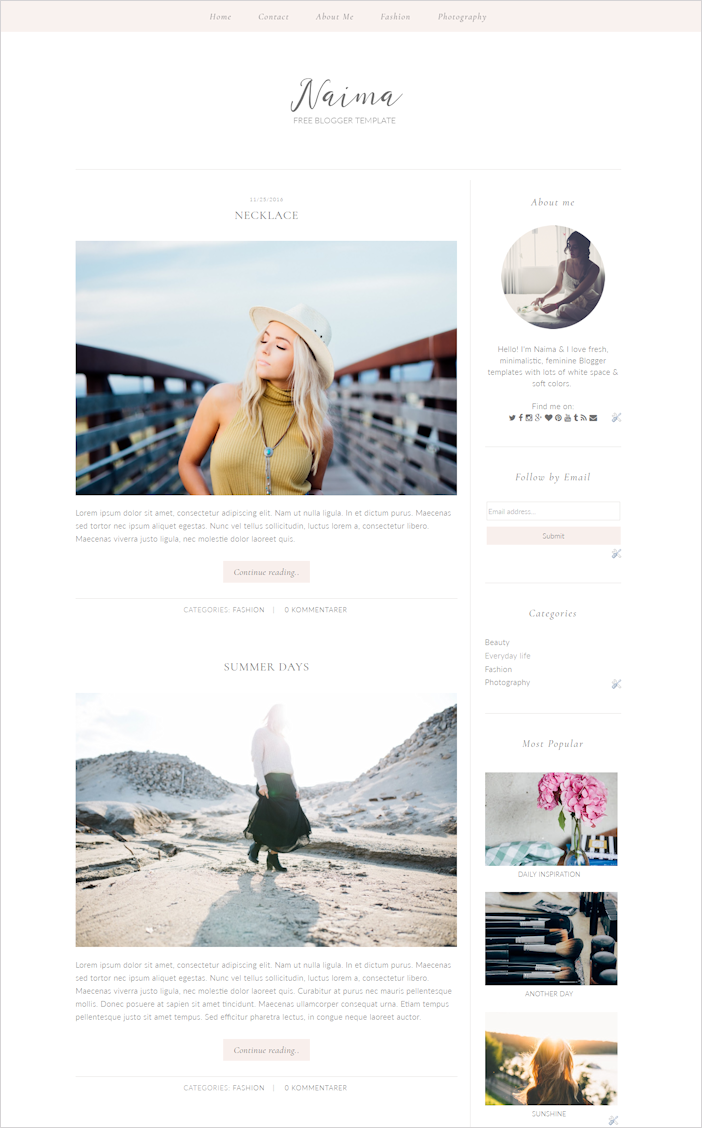 Home Contact About Me Fashion Photography
Naima
FREE BLOGGER TEMPLATE
11/25/2016
NECKLACE
Lorem ipsum dolor sit amet, consectetur adipiscing elit. Nam ut nulla ligula. In et dictum purus. Maecenas
sed tortor nec ipsum aliquet egestas. Nunc vel tellus sollicitudin, luctus lorem a, consectetur libero.
Maecenas viverra justo ligula, nec molestie dolor laoreet quis.
Continue reading..
CATEGORIES: FASHION | 0 KOMMENTARER
SUMMER DAYS
Lorem ipsum dolor sit amet, consectetur adipiscing elit. Nam ut nulla ligula. In et dictum purus. Maecenas
sed tortor nec ipsum aliquet egestas. Nunc vel tellus sollicitudin, luctus lorem a, consectetur libero.
Maecenas viverra justo ligula, nec molestie dolor laoreet quis. Curabitur at purus nec mauris pellentesque
mollis. Donec posuere at sapien sit amet tincidunt. Maecenas ullamcorper consequat urna. Etiam tempus
pellentesque justo sit amet tempus. Sed efficitur pharetra lectus, in congue neque laoreet auctor.
Continue reading..
CATEGORIES: FASHION | 0 KOMMENTARER
About me
Hello! I'm Naima & I love fresh,
minimalistic, feminine Blogger
templates with lots of white space &
soft colors.
Find me on:
Follow by Email
Email address...
Submit
Categories
Beauty
Everyday life
Fashion
Photography
Most Popular
DAILY INSPIRATION
ANOTHER DAY
SUNSHINE